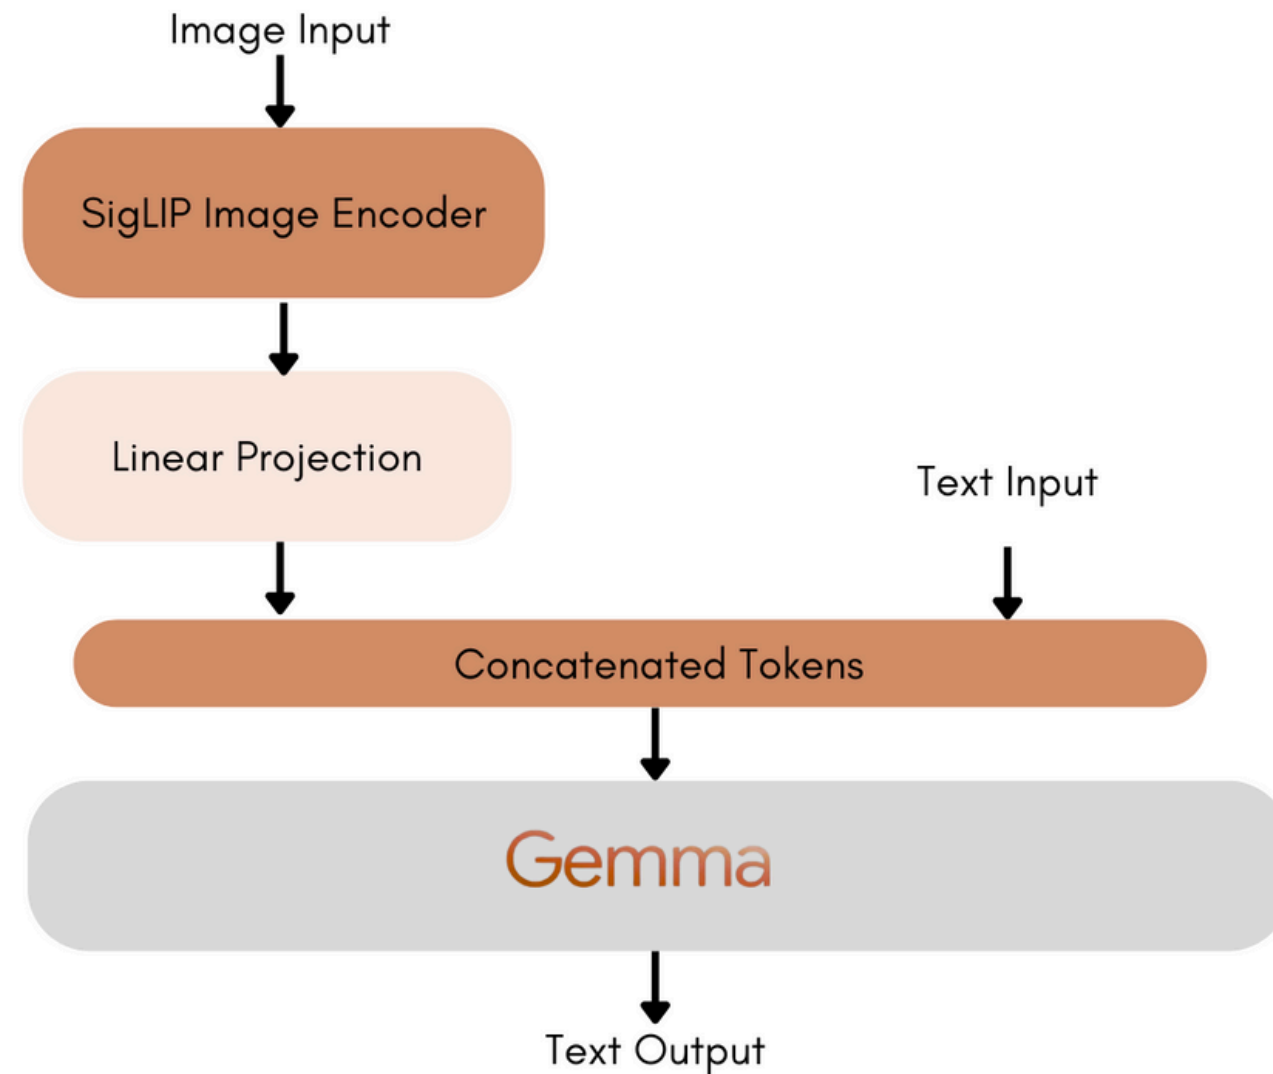 Image Input
SigLIP Image Encoder
Linear Projection
Text Input
Concatenated Tokens
Gemma
Text Output